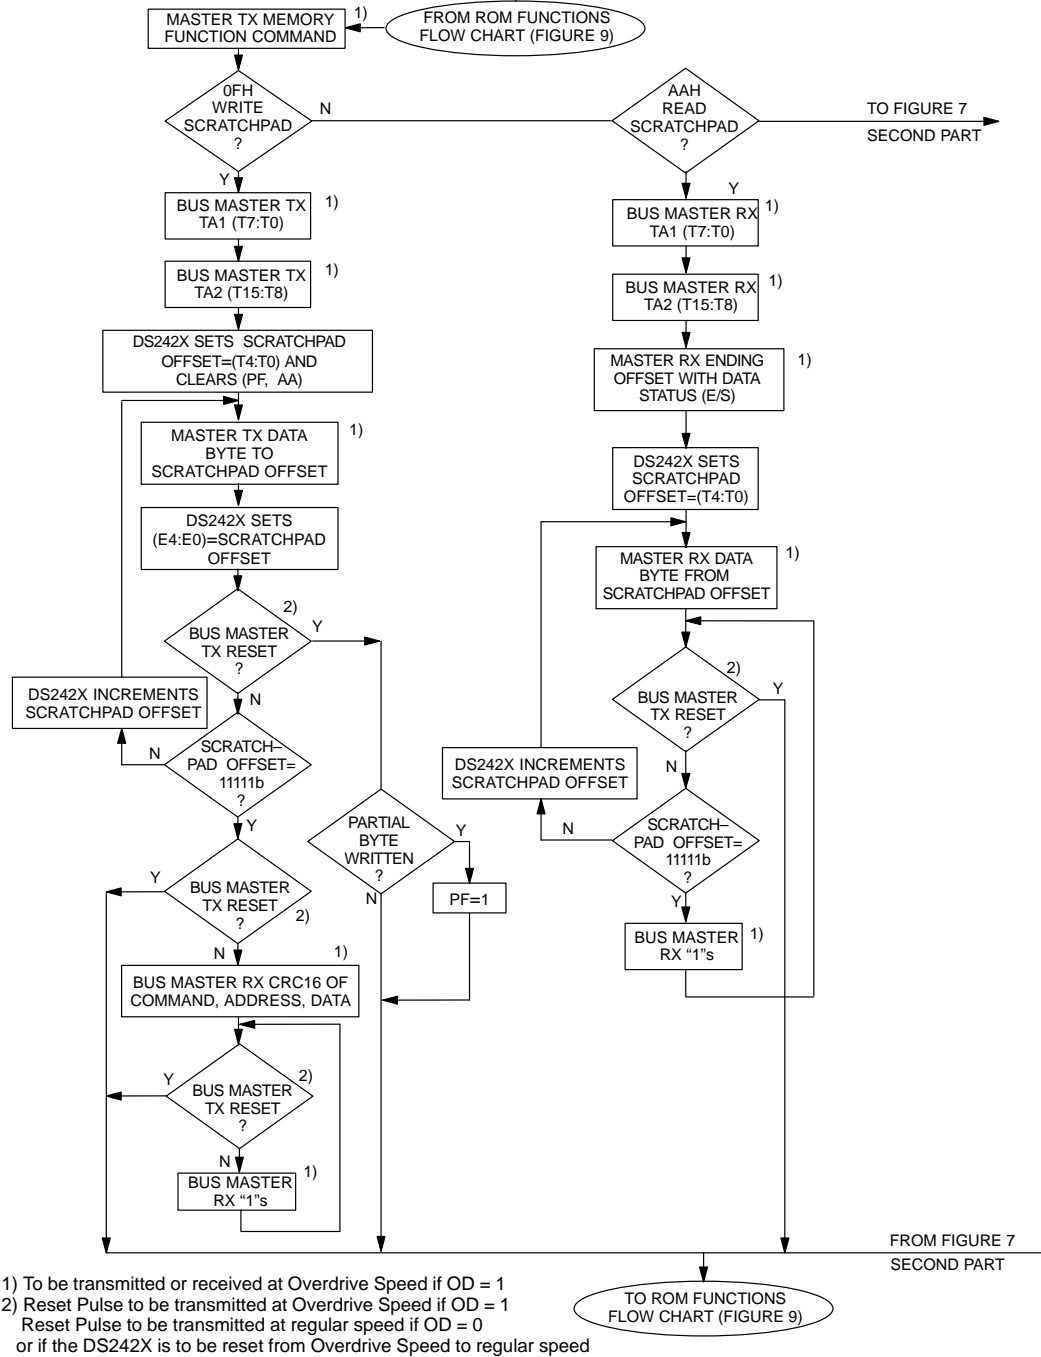 MASTER TX MEMORY
FUNCTION COMMAND
1)
FROM ROM FUNCTIONS
FLOW CHART (FIGURE 9)
0FH
WRITE
SCRATCHPAD
?
N
Y
AAH
READ
SCRATCHPAD
?
Y
TO FIGURE 7
SECOND PART
BUS MASTER TX
TA1 (T7:T0)
1)
BUS MASTER TX
TA2 (T15:T8)
1)
DS242X SETS SCRATCHPAD
OFFSET=(T4:T0) AND
CLEARS (PF, AA)
MASTER TX DATA
BYTE TO
SCRATCHPAD OFFSET
1)
DS242X SETS
(E4:E0)=SCRATCHPAD
OFFSET
BUS MASTER
TX RESET
?
2)
Y
N
DS242X INCREMENTS
SCRATCHPAD OFFSET
SCRATCH–
PAD OFFSET=
11111b
?
N
Y
PARTIAL
BYTE
WRITTEN
?
Y
N
PF=1
BUS MASTER
TX RESET
?
2)
Y
N
BUS MASTER RX CRC16 OF
COMMAND, ADDRESS, DATA
1)
BUS MASTER
TX RESET
?
2)
Y
N
BUS MASTER
RX “1”s
1)
BUS MASTER RX
TA1 (T7:T0)
1)
BUS MASTER RX
TA2 (T15:T8)
1)
MASTER RX ENDING
OFFSET WITH DATA
STATUS (E/S)
1)
DS242X SETS
SCRATCHPAD
OFFSET=(T4:T0)
MASTER RX DATA
BYTE FROM
SCRATCHPAD OFFSET
1)
BUS MASTER
TX RESET
?
2)
Y
N
DS242X INCREMENTS
SCRATCHPAD OFFSET
SCRATCH–
PAD OFFSET=
11111b
?
N
Y
BUS MASTER
RX “1”s
1)
FROM FIGURE 7
SECOND PART
TO ROM FUNCTIONS
FLOW CHART (FIGURE 9)
1) To be transmitted or received at Overdrive Speed if OD = 1
2) Reset Pulse to be transmitted at Overdrive Speed if OD = 1
Reset Pulse to be transmitted at regular speed if OD = 0
or if the DS242X is to be reset from Overdrive Speed to regular speed